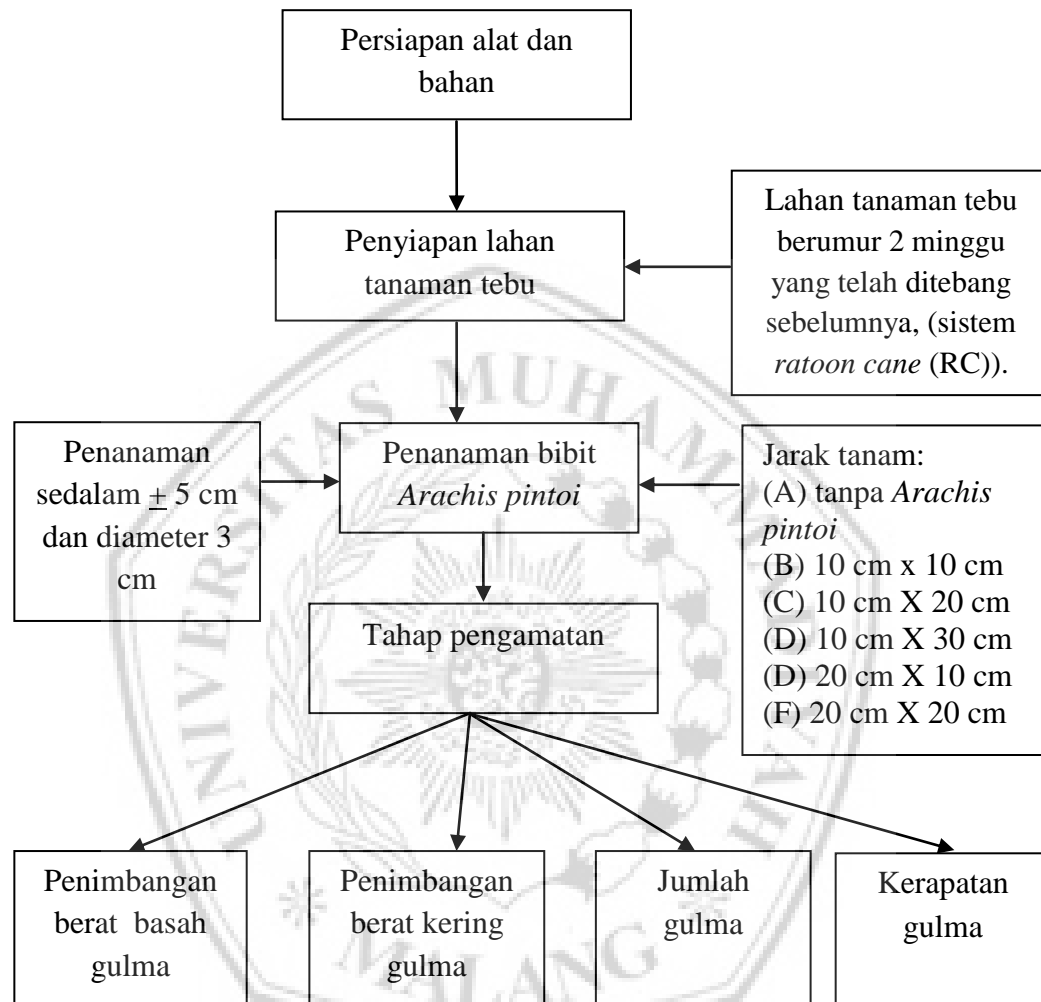 Persiapan alat dan
bahan
Penyiapan lahan
tanaman tebu
Lahan tanaman tebu
berumur 2 minggu
yang telah ditebang
sebelumnya, (sistem
ratoon cane (RC)).
Penanaman
sedalam ± 5 cm
dan diameter 3
cm
Penanaman bibit
Arachis pintoi
Jarak tanam:
(A) tanpa Arachis
pintoi
(B) 10 cm x 10 cm
(C) 10 cm X 20 cm
(D) 10 cm X 30 cm
(D) 20 cm X 10 cm
(F) 20 cm X 20 cm
Tahap pengamatan
Penimbangan
berat basah
gulma
Penimbangan
berat kering
gulma
Jumlah
gulma
Kerapatan
gulma
UNIVERSITAS MUHAMMADIYAH
MALANG